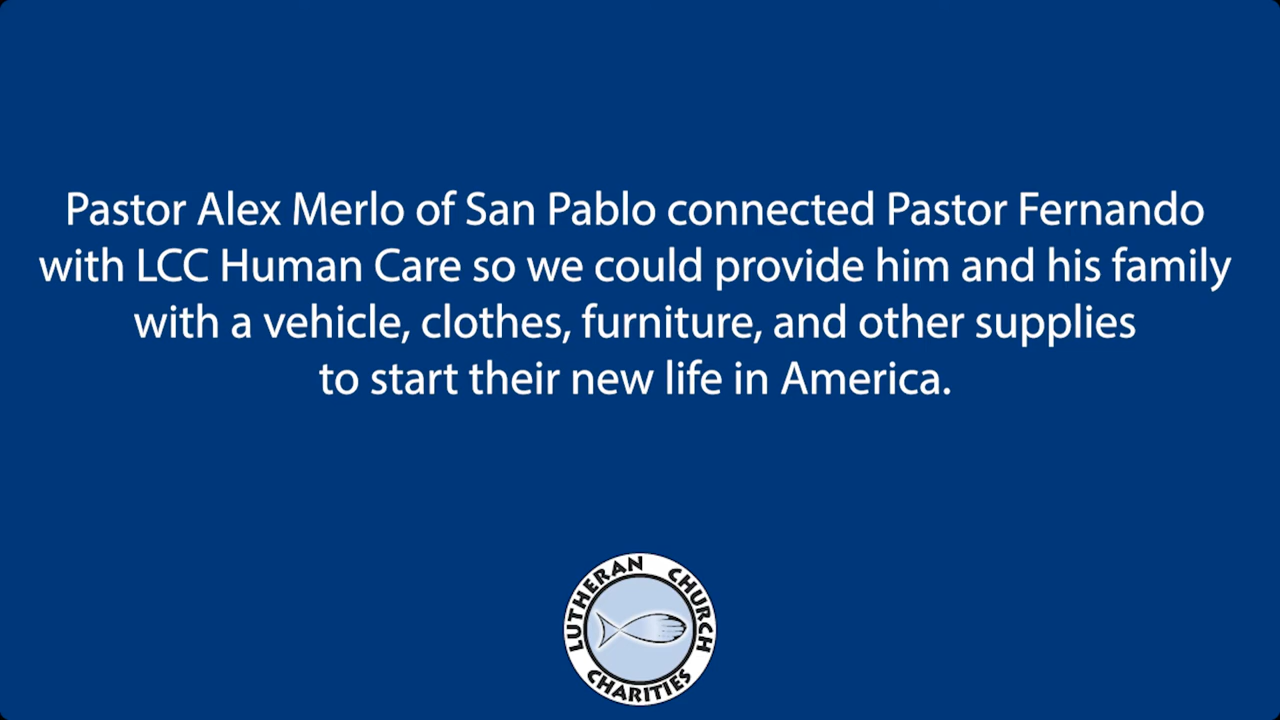 Pastor Alex Merlo of San Pablo connected Pastor Fernando
with LCC Human Care so we could provide him and his family
with a vehicle, clothes, furniture, and other supplies
to start their new life in America.
LUTHERAN CHURCH
CHARITIES